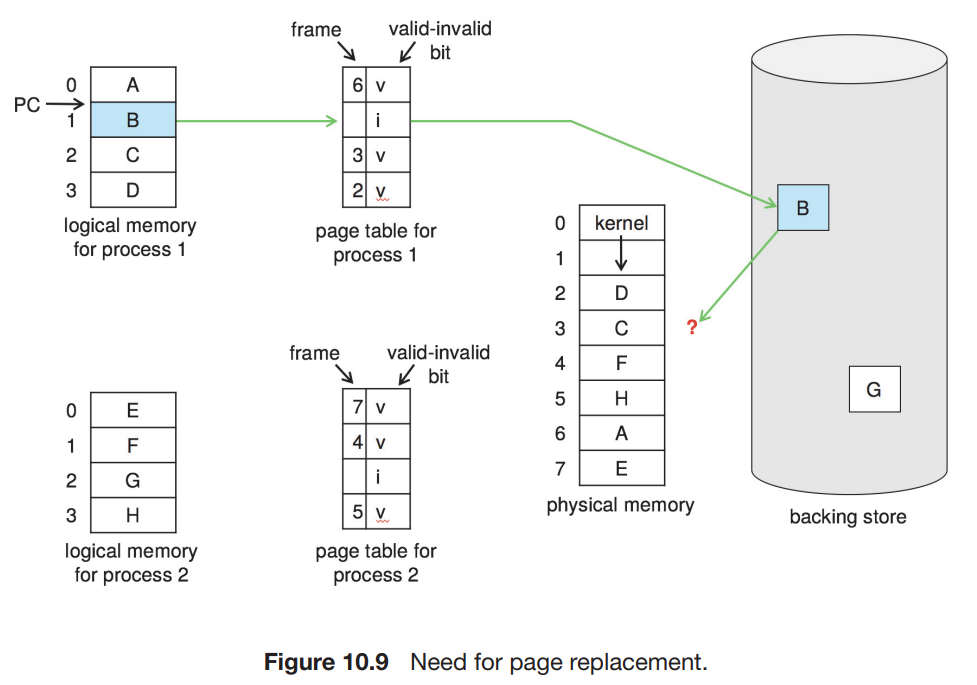 frame
valid-invalid
bit
PC
0 A
1 B
2 C
3 D
logical memory
for process 1
6 v
i
3 v
2 v
page table for
process 1
0 kernel
1
2 D
3 C
4 F
5 H
6 A
7 E
physical memory
?
B
G
backing store
frame
valid-invalid
bit
0 E
1 F
2 G
3 H
logical memory
for process 2
7 v
4 v
i
5 v
page table for
process 2
Figure 10.9 Need for page replacement.